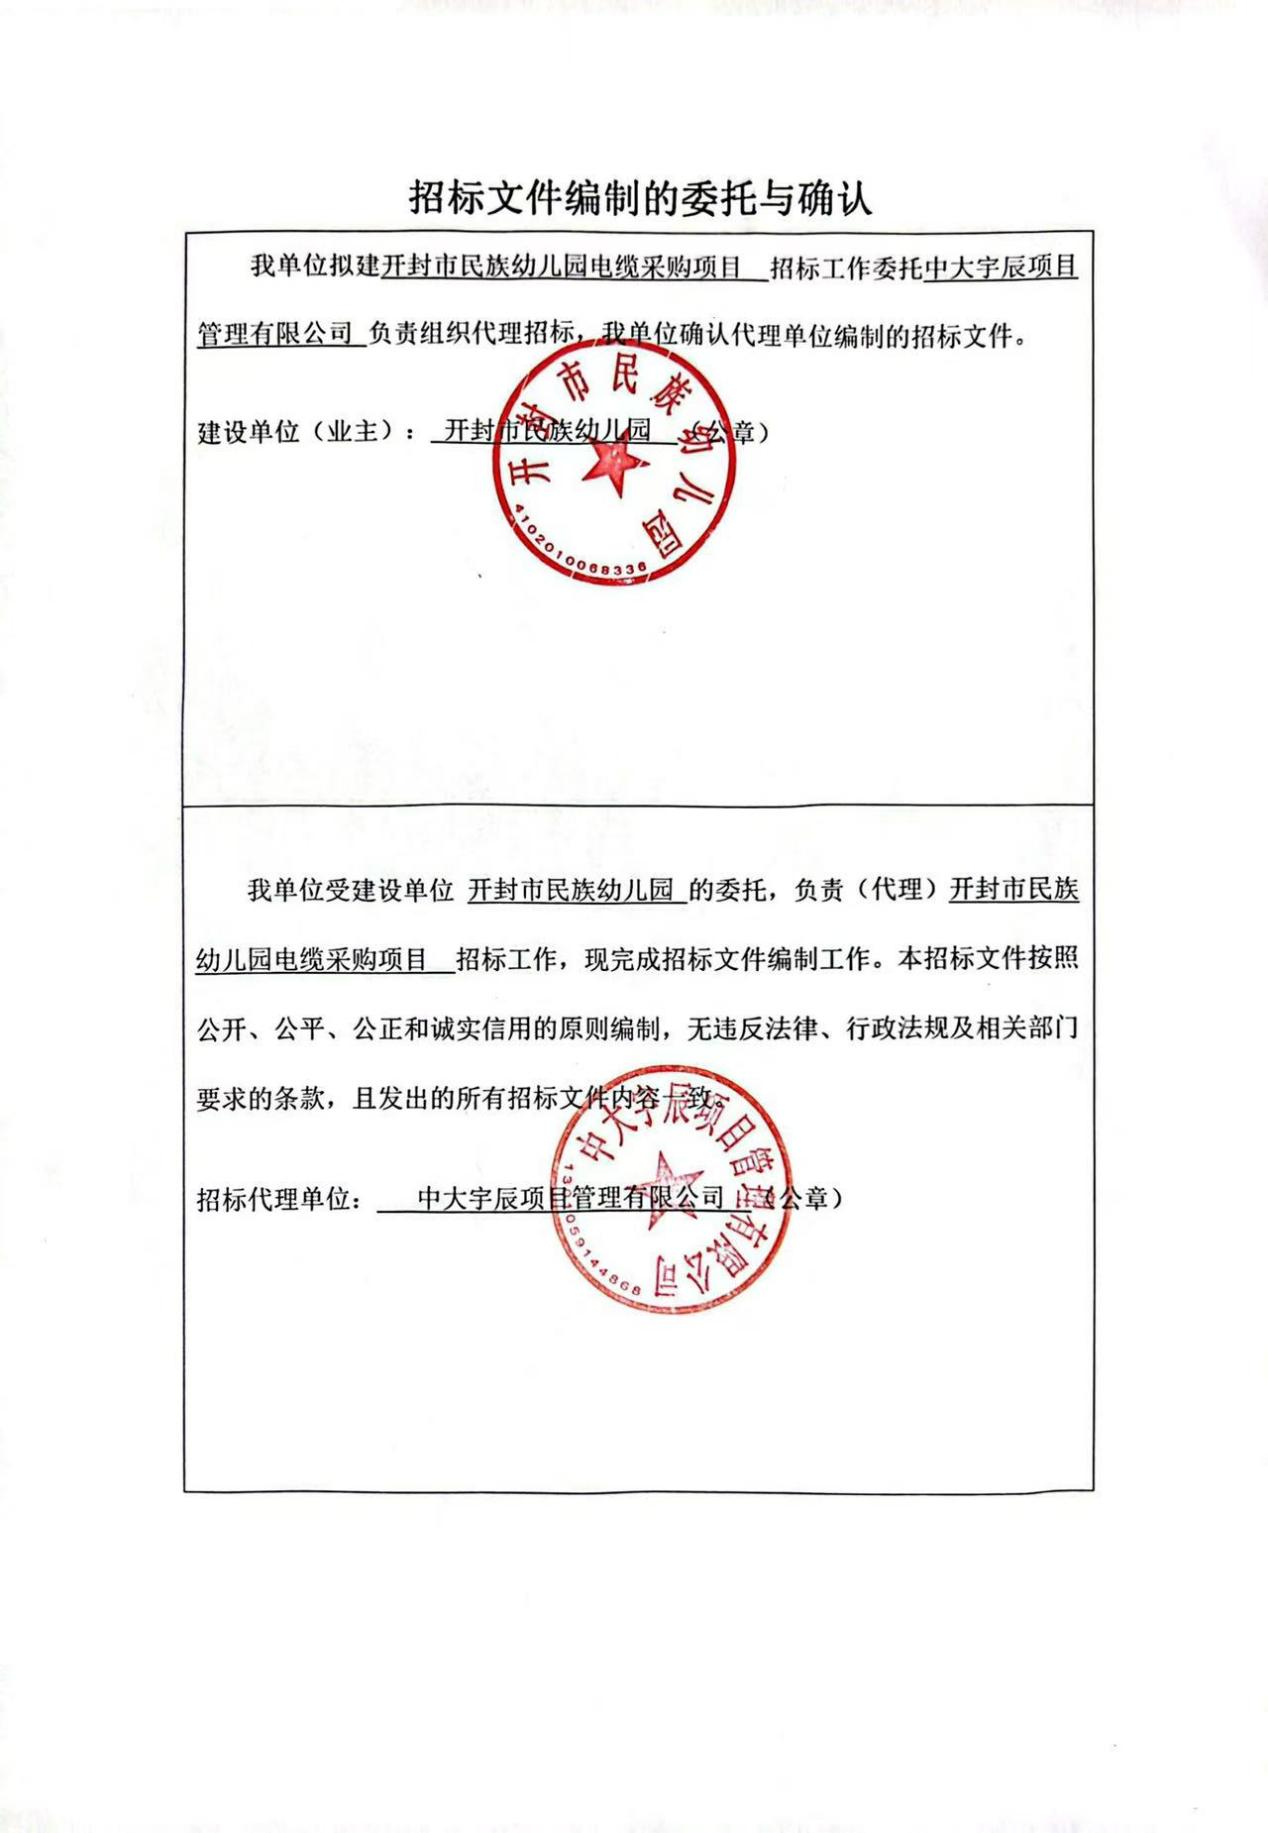 招标文件编制的委托与确认
我单位拟建开封市民族幼儿园电缆采购项目 招标工作委托中大宇辰项目
管理有限公司 负责组织代理招标，我单位确认代理单位编制的招标文件。
建设单位（业主）： 开封市民族幼儿园 （公章）
开封市民族幼儿园
4102010068336
我单位受建设单位 开封市民族幼儿园 的委托，负责（代理）开封市民族
幼儿园电缆采购项目 招标工作，现完成招标文件编制工作。本招标文件按照
公开、公平、公正和诚实信用的原则编制，无违反法律、行政法规及相关部门
要求的条款，且发出的所有招标文件内容一致。
招标代理单位： 中大宇辰项目管理有限公司 （公章）
中大宇辰项目管理有限公司